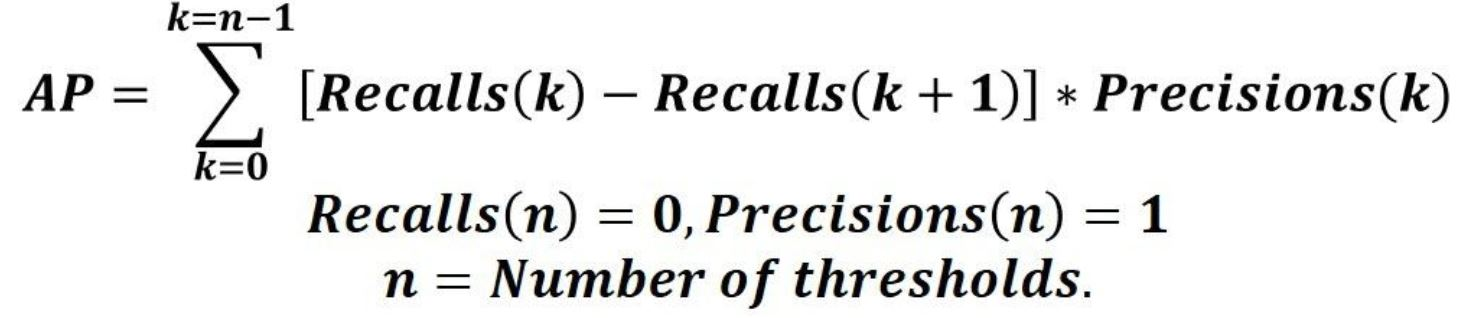 k=n−1
AP = ∑ [Recalls(k) − Recalls(k + 1)] ∗ Precisions(k)
k=0
Recalls(n) = 0, Precisions(n) = 1
n = Number of thresholds.